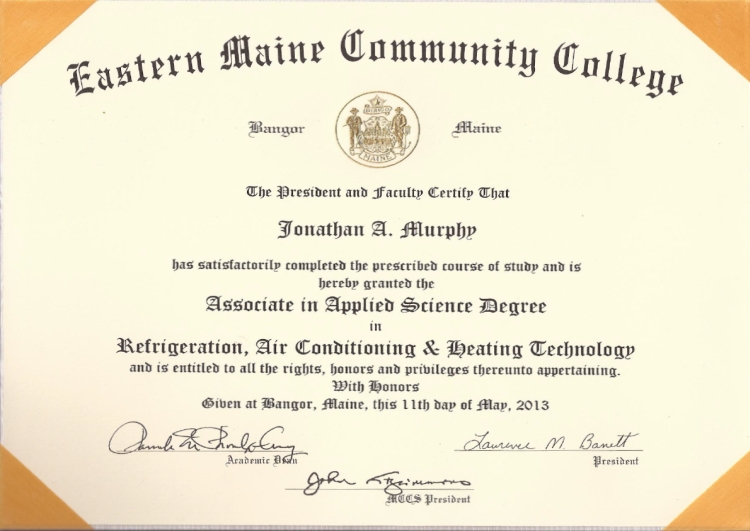 Eastern Maine Community College
Bangor Maine
MAINE
The President and Faculty Certify That
Jonathan A. Murphy
has satisfactorily completed the prescribed course of study and is
hereby granted the
Associate in Applied Science Degree
in
Refrigeration, Air Conditioning & Heating Technology
and is entitled to all the rights, honors and privileges thereunto appertaining.
With Honors
Given at Bangor, Maine, this 11th day of May, 2013
Laurence M. Barrett
Academic Dean President
John Fitzsimmons
MCCS President